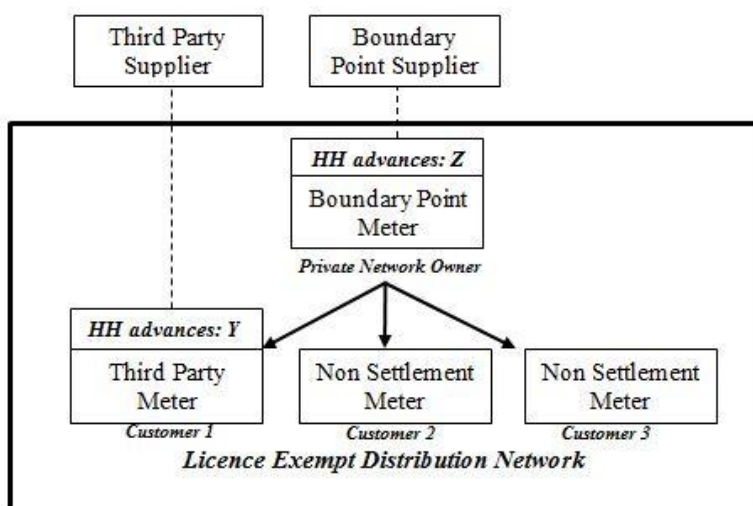 Third Party
Supplier
Boundary
Point Supplier
HH advances: Z
Boundary Point
Meter
Private Network Owner
HH advances: Y
Third Party
Meter
Customer 1
Non Settlement
Meter
Customer 2
Non Settlement
Meter
Customer 3
Licence Exempt Distribution Network